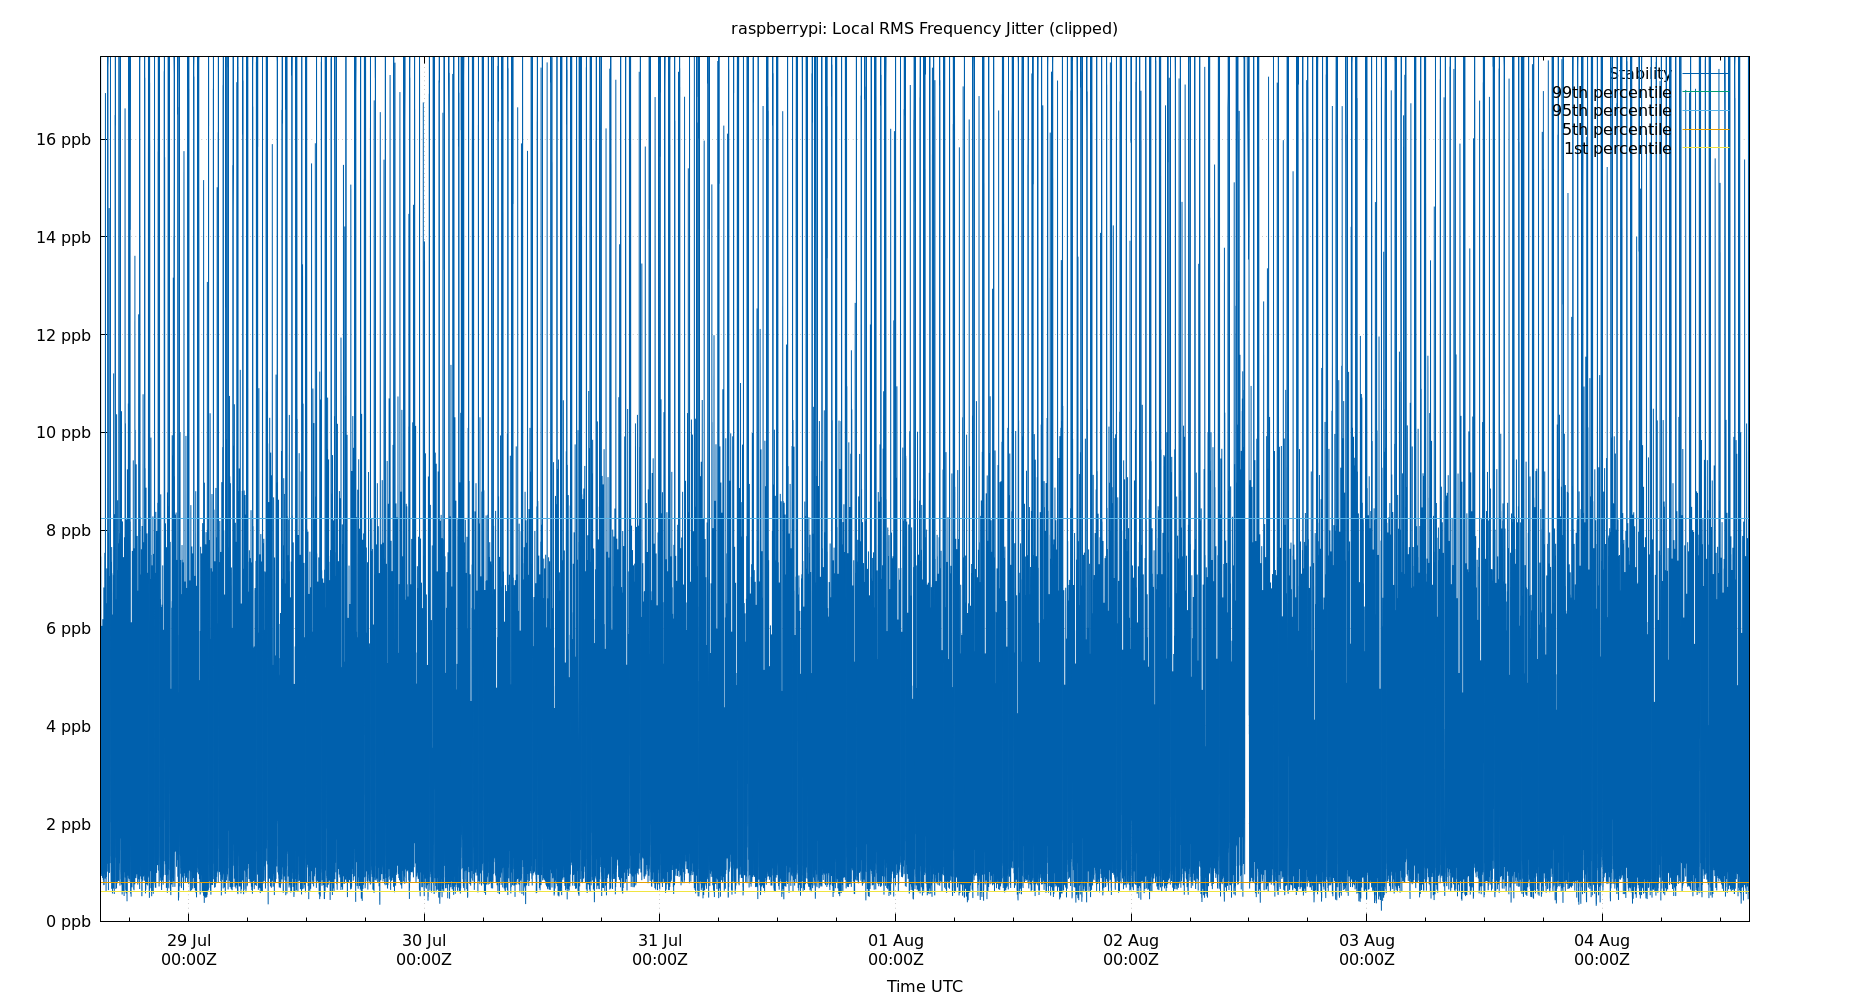 raspberrypi: Local RMS Frequency Jitter (clipped)
Stability
99th percentile
95th percentile
5th percentile
1st percentile
16 ppb
14 ppb
12 ppb
10 ppb
8 ppb
6 ppb
4 ppb
2 ppb
0 ppb
29 Jul 30 Jul 31 Jul 01 Aug 02 Aug 03 Aug 04 Aug
00:00Z 00:00Z 00:00Z 00:00Z 00:00Z 00:00Z 00:00Z
Time UTC